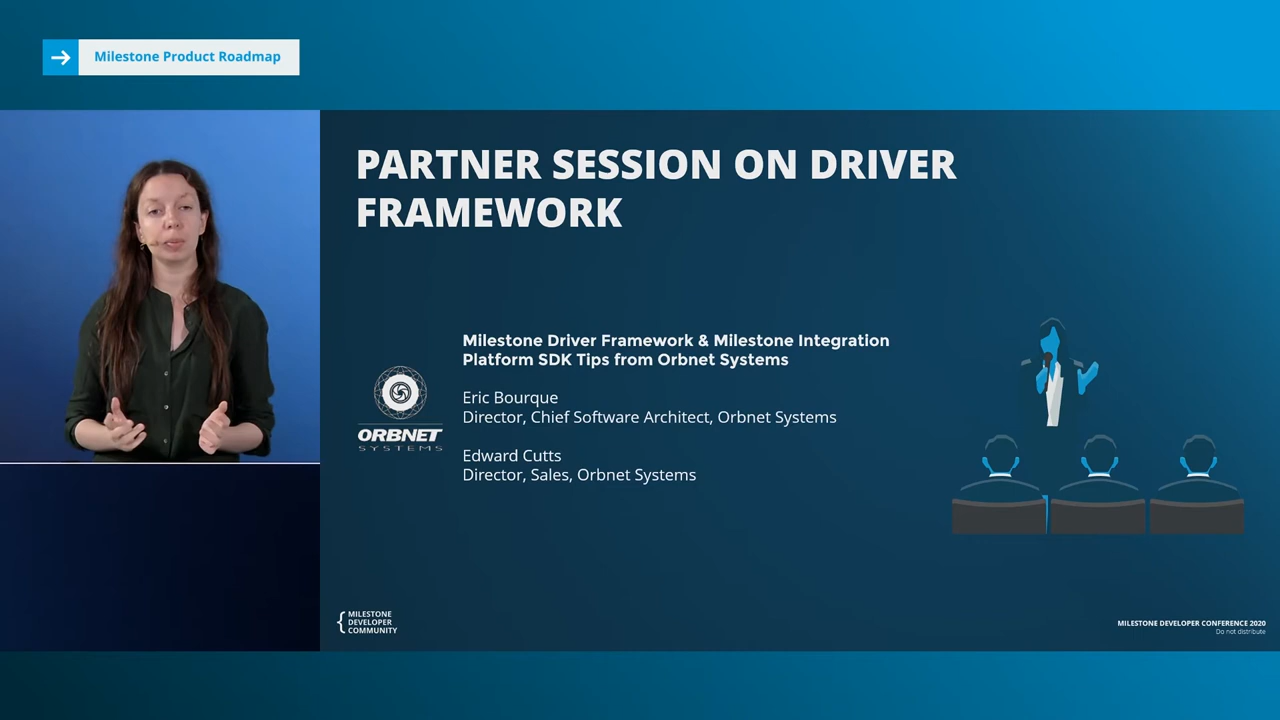 Milestone Product Roadmap
PARTNER SESSION ON DRIVER
FRAMEWORK
Milestone Driver Framework & Milestone Integration
Platform SDK Tips from Orbnet Systems
Eric Bourque
Director, Chief Software Architect, Orbnet Systems
ORBNET
SYSTEMS
Edward Cutts
Director, Sales, Orbnet Systems
MILESTONE
DEVELOPER
COMMUNITY
MILESTONE DEVELOPER CONFERENCE 2020
Do not distribute